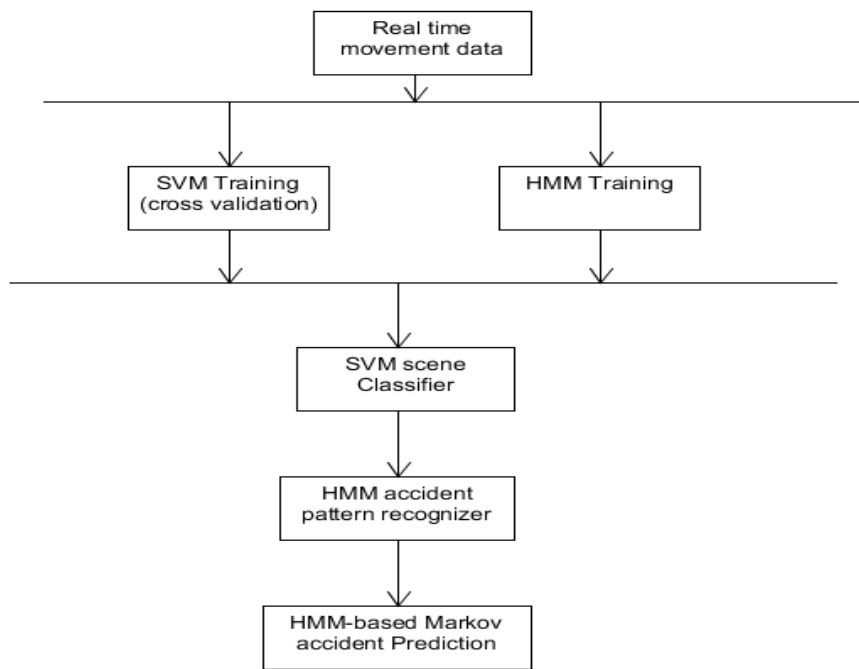 Real time
movement data
SVM Training
(cross validation)
HMM Training
SVM scene
Classifier
HMM accident
pattern recognizer
HMM-based Markov
accident Prediction